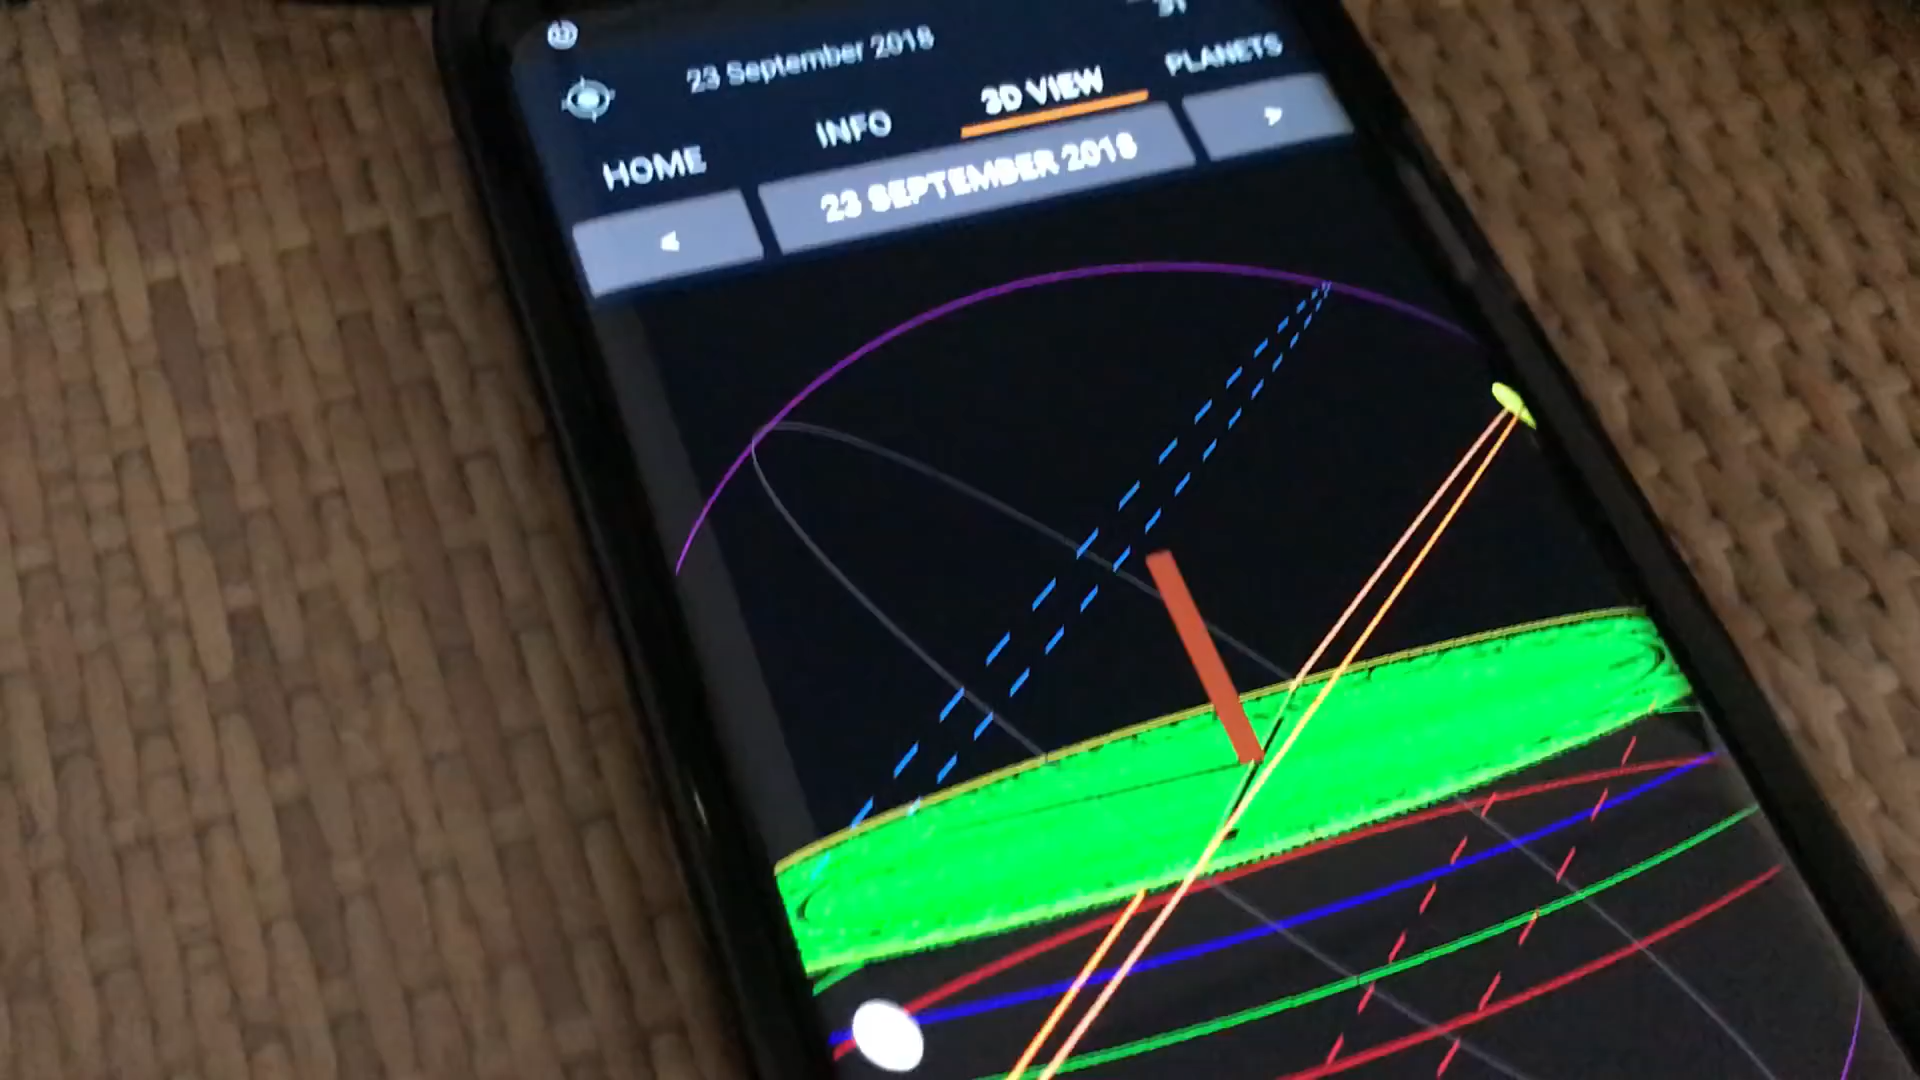 23 September 2018
HOME INFO 3D VIEW PLANETS
23 SEPTEMBER 2018